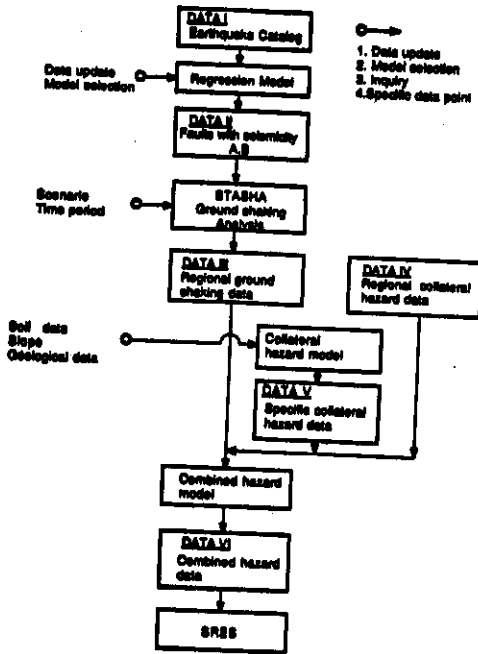 DATA I
Earthquake Catalog
1. Data update
2. Model selection
3. Inquiry
4.Specific data point
Data update
Model selection
Regression Model
DATA II
Faults with seismicity
A,B
Scenario
Time period
STASHA
Ground shaking
Analysis
DATA III
Regional ground
shaking data
DATA IV
Regional collateral
hazard data
Soil data
Slope
Geological data
Collateral
hazard model
DATA V
Specific collateral
hazard data
Combined hazard
model
DATA VI
Combined hazard
data